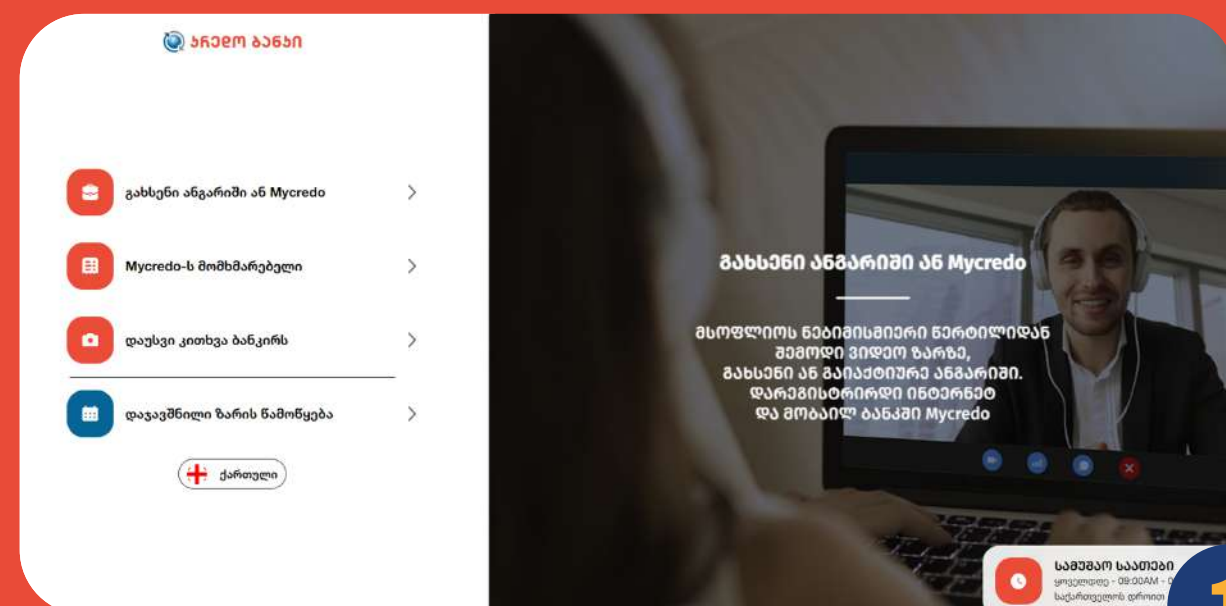 კრედო ბანკი
გახსენი ანგარიში ან Mycredo
Mycredo-ს მომხმარებელი
დაუსვი კითხვა ბანკირს
დაჯავშნილი ზარის წამოწყება
ქართული
გახსენი ანგარიში ან Mycredo
მსოფლიოს ნებიმისმიერი წერტილიდან
შემოდი ვიდეო ზარზე,
გახსენი ან გაიაქტიურე ანგარიში.
დარეგისტრირდი ინტერნეტ
და მობაილ ბანკში Mycredo
სამუშაო საათები
ყოველდღე - 09:00AM -
საქართველოს დროით